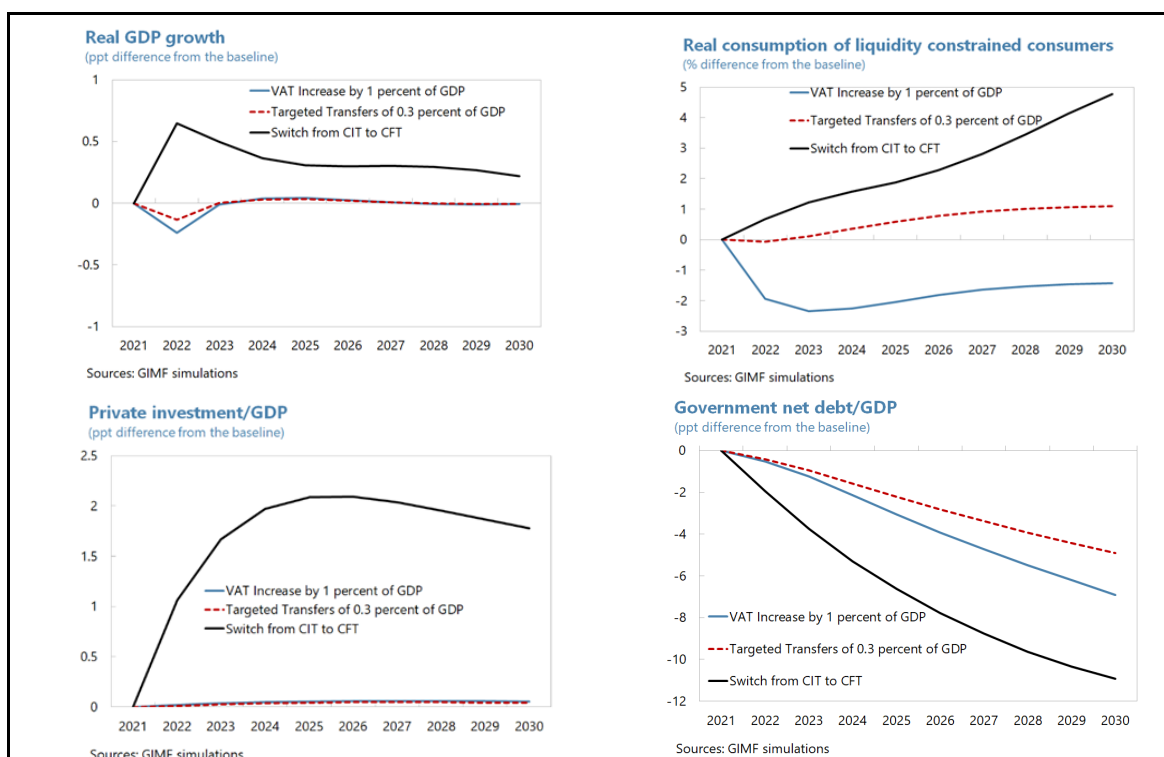 Real GDP growth
(ppt difference from the baseline)
1
0.5
0
-0.5
-1
VAT Increase by 1 percent of GDP
Targeted Transfers of 0.3 percent of GDP
Switch from CIT to CFT
2021 2022 2023 2024 2025 2026 2027 2028 2029 2030
Sources: GIMF simulations
Real consumption of liquidity constrained consumers
(% difference from the baseline)
5
4
3
2
1
0
-1
-2
-3
VAT Increase by 1 percent of GDP
Targeted Transfers of 0.3 percent of GDP
Switch from CIT to CFT
2021 2022 2023 2024 2025 2026 2027 2028 2029 2030
Sources: GIMF simulations
Private investment/GDP
(ppt difference from the baseline)
2.5
2
1.5
1
0.5
0
VAT Increase by 1 percent of GDP
Targeted Transfers of 0.3 percent of GDP
Switch from CIT to CFT
2021 2022 2023 2024 2025 2026 2027 2028 2029 2030
Sources: GIMF simulations
Government net debt/GDP
(ppt difference from the baseline)
0
-2
-4
-6
-8
-10
-12
VAT Increase by 1 percent of GDP
Targeted Transfers of 0.3 percent of GDP
Switch from CIT to CFT
2021 2022 2023 2024 2025 2026 2027 2028 2029 2030
Sources: GIMF simulations